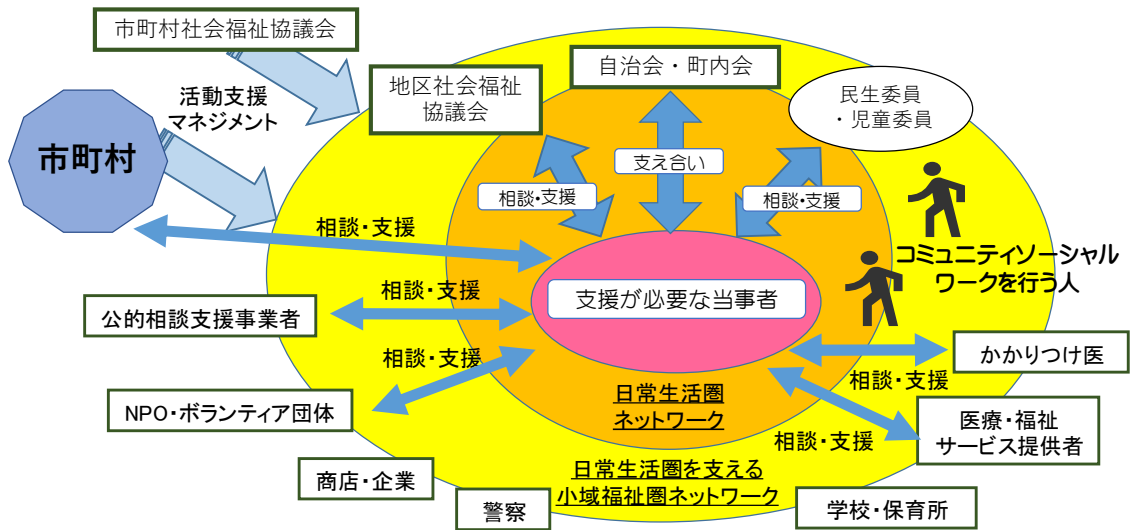 市町村社会福祉協議会
自治会・町内会
地区社会福祉
協議会
民生委員
・児童委員
活動支援
マネジメント
市町村
支え合い
相談・支援
相談・支援
相談・支援
コミュニティソーシャル
ワークを行う人
支援が必要な当事者
相談・支援
公的相談支援事業者
かかりつけ医
相談・支援
相談・支援
NPO・ボランティア団体
日常生活圏
ネットワーク
医療・福祉
サービス提供者
相談・支援
日常生活圏を支える
小域福祉圏ネットワーク
商店・企業
警察
学校・保育所